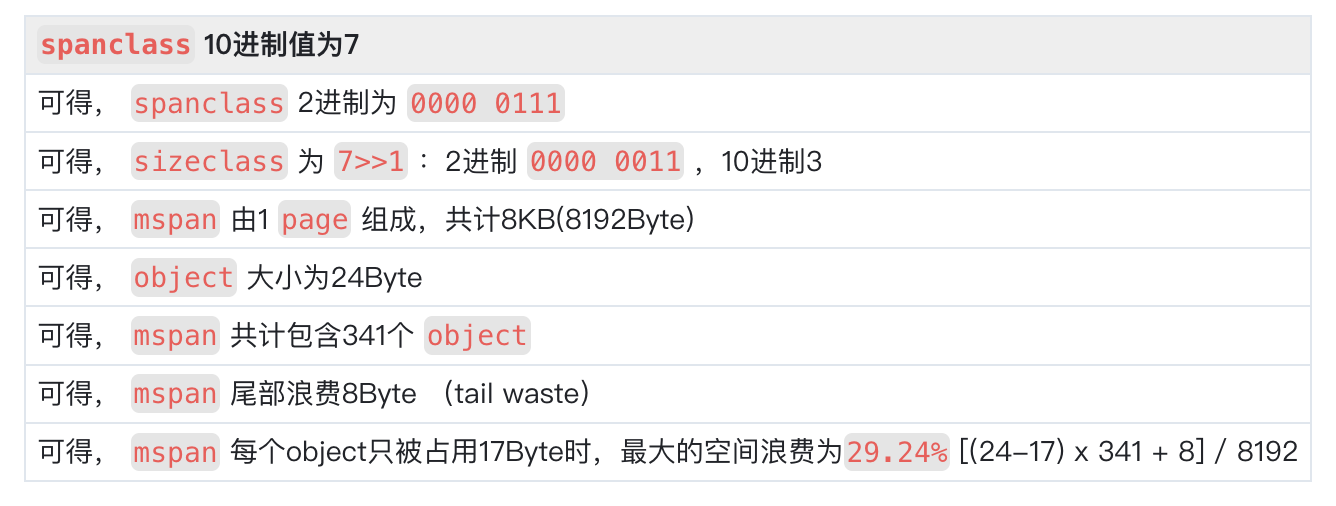 spanclass 10进制值为7
可得， spanclass 2进制为 0000 0111
可得， sizeclass 为 7>>1 ：2进制 0000 0011 ，10进制3
可得， mspan 由1 page 组成，共计8KB(8192Byte)
可得， object 大小为24Byte
可得， mspan 共计包含341个 object
可得， mspan 尾部浪费8Byte （tail waste）
可得， mspan 每个object只被占用17Byte时，最大的空间浪费为29.24% [(24-17) x 341 + 8] / 8192